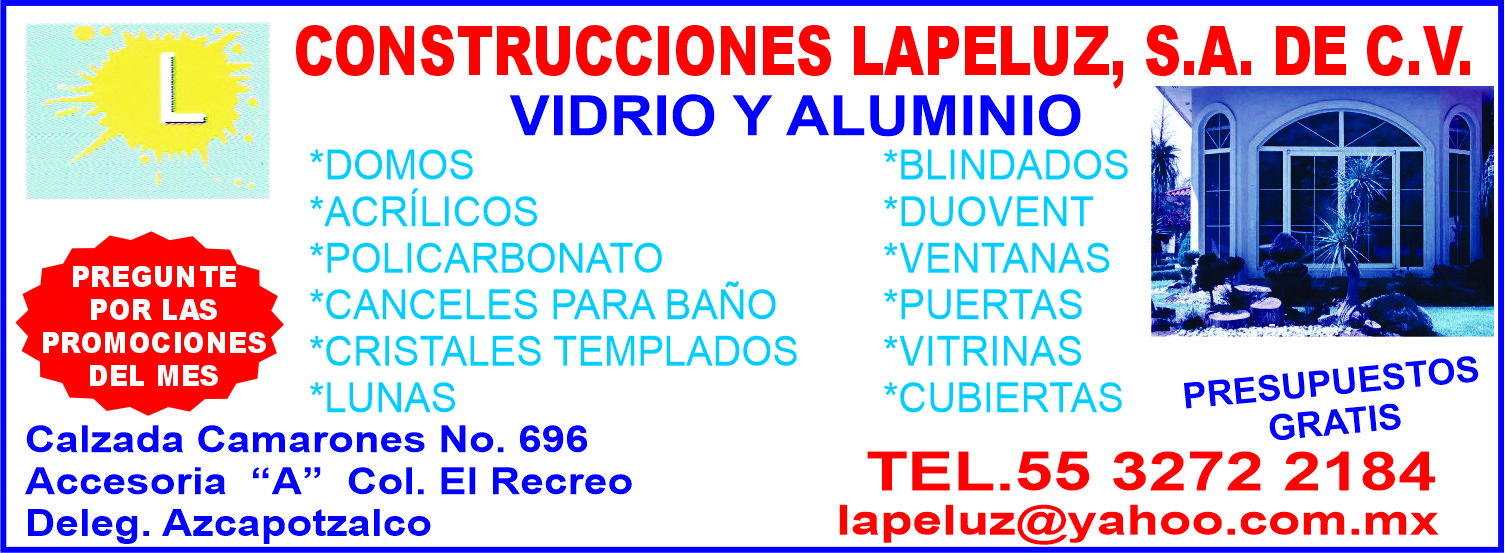 L
CONSTRUCCIONES LAPELUZ, S.A. DE C.V.
VIDRIO Y ALUMINIO
*DOMOS
*ACRÍLICOS
*POLICARBONATO
*CANCELES PARA BAÑO
*CRISTALES TEMPLADOS
*LUNAS
*BLINDADOS
*DUOVENT
*VENTANAS
*PUERTAS
*VITRINAS
*CUBIERTAS
PREGUNTE
POR LAS
PROMOCIONES
DEL MES
PRESUPUESTOS
GRATIS
Calzada Camarones No. 696
Accesoria “A” Col. El Recreo
Deleg. Azcapotzalco
TEL.55 3272 2184
lapeluz@yahoo.com.mx